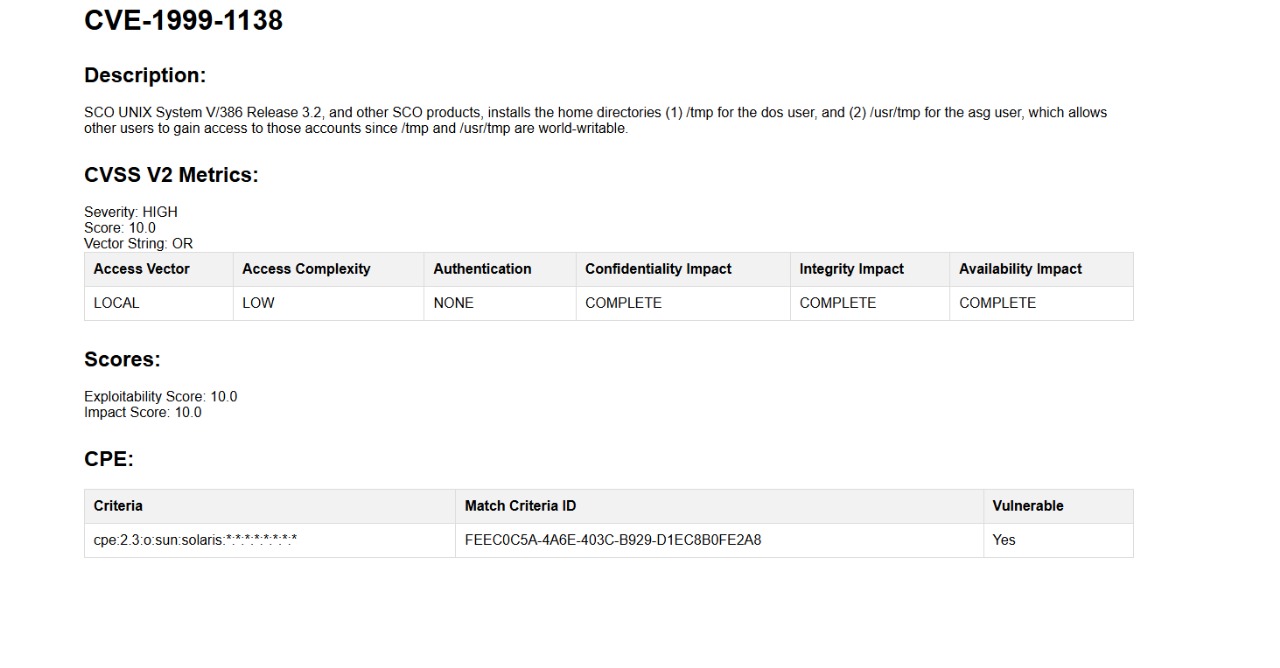 CVE-1999-1138
Description:
SCO UNIX System V/386 Release 3.2, and other SCO products, installs the home directories (1) /tmp for the dos user, and (2) /usr/tmp for the asg user, which allows
other users to gain access to those accounts since /tmp and /usr/tmp are world-writable.
CVSS V2 Metrics:
Severity: HIGH
Score: 10.0
Vector String: OR
Access Vector Access Complexity Authentication Confidentiality Impact Integrity Impact Availability Impact
LOCAL LOW NONE COMPLETE COMPLETE COMPLETE
Scores:
Exploitability Score: 10.0
Impact Score: 10.0
CPE:
Criteria Match Criteria ID Vulnerable
cpe:2.3:o:sun:solaris:*:*:*:*:*:*:*:* FEEC0C5A-4A6E-403C-B929-D1EC8B0FE2A8 Yes